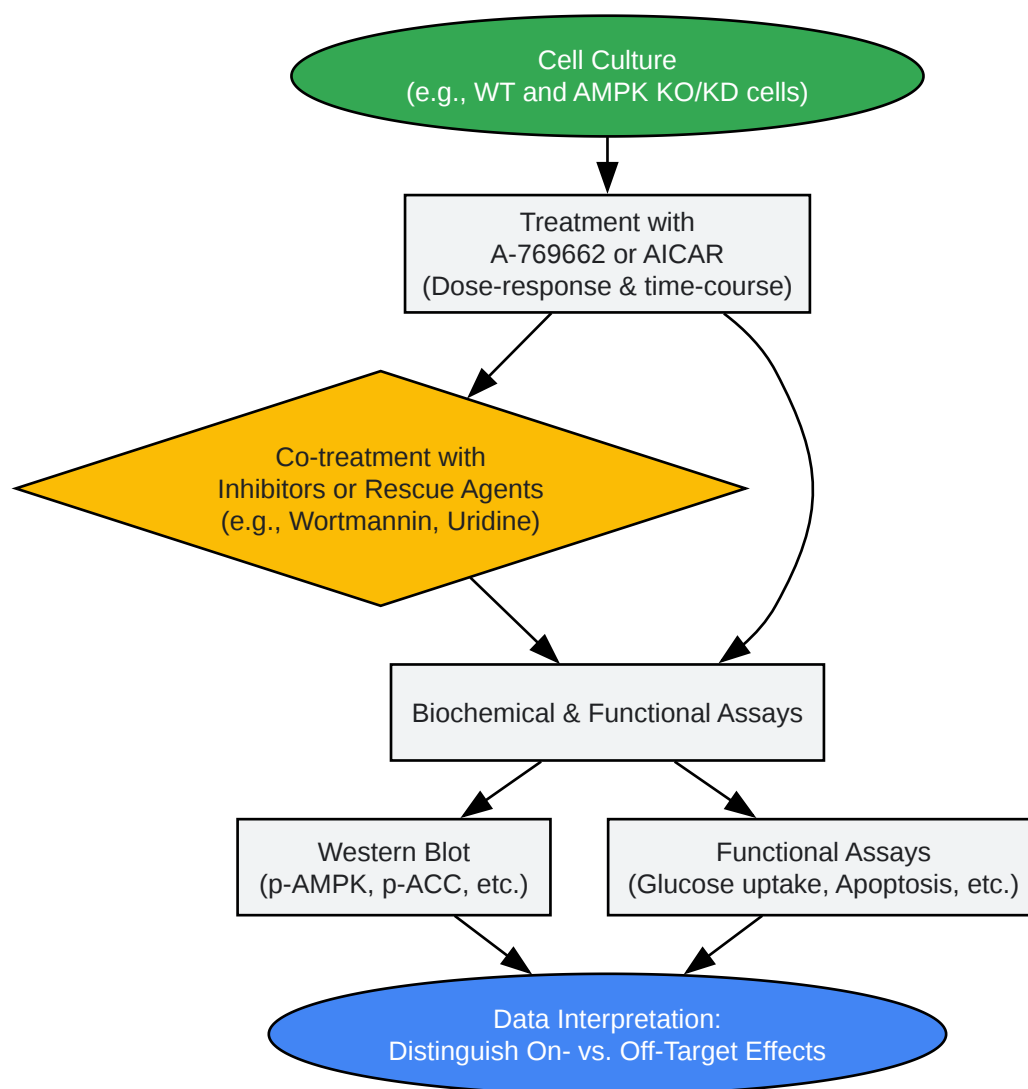 Cell Culture
(e.g., WT and AMPK KO/KD cells)
Treatment with
A-769662 or AICAR
(Dose-response & time-course)
Co-treatment with
Inhibitors or Rescue Agents
(e.g., Wortmannin, Uridine)
Biochemical & Functional Assays
Western Blot
(p-AMPK, p-ACC, etc.)
Functional Assays
(Glucose uptake, Apoptosis, etc.)
Data Interpretation:
Distinguish On- vs. Off-Target Effects